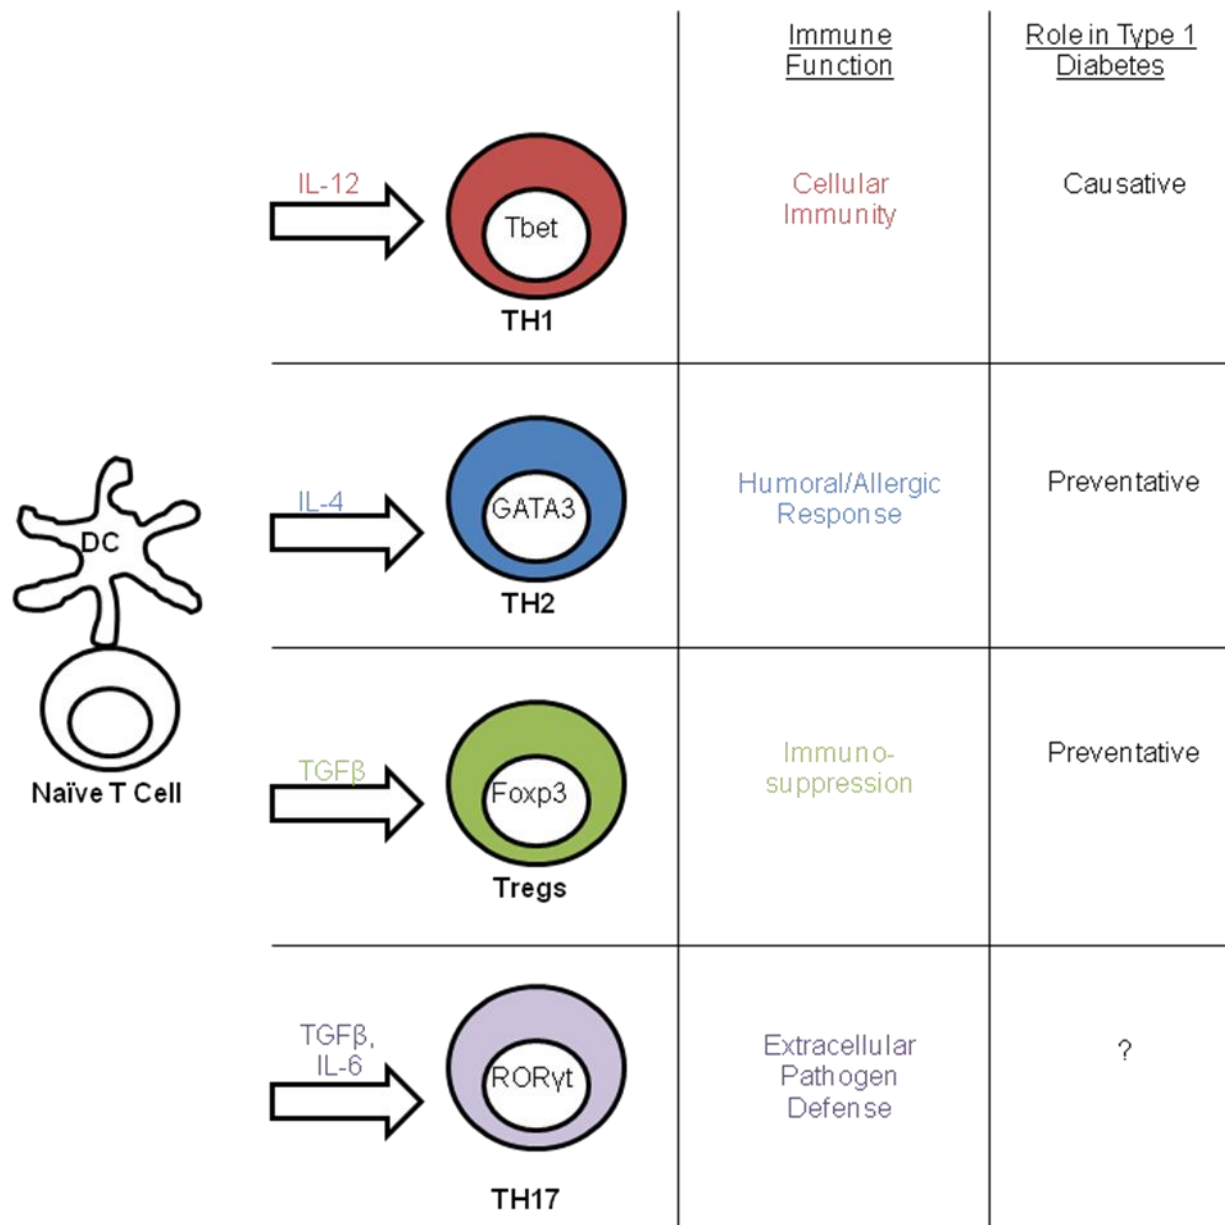 Immune
Function
Role in Type 1
Diabetes
IL-12
Tbet
TH1
Cellular
Immunity
Causative
DC
Naïve T Cell
IL-4
GATA3
TH2
Humoral/Allergic
Response
Preventative
TGFβ
Foxp3
Tregs
Immuno-
suppression
Preventative
TGFβ,
IL-6
RORγt
TH17
Extracellular
Pathogen
Defense
?